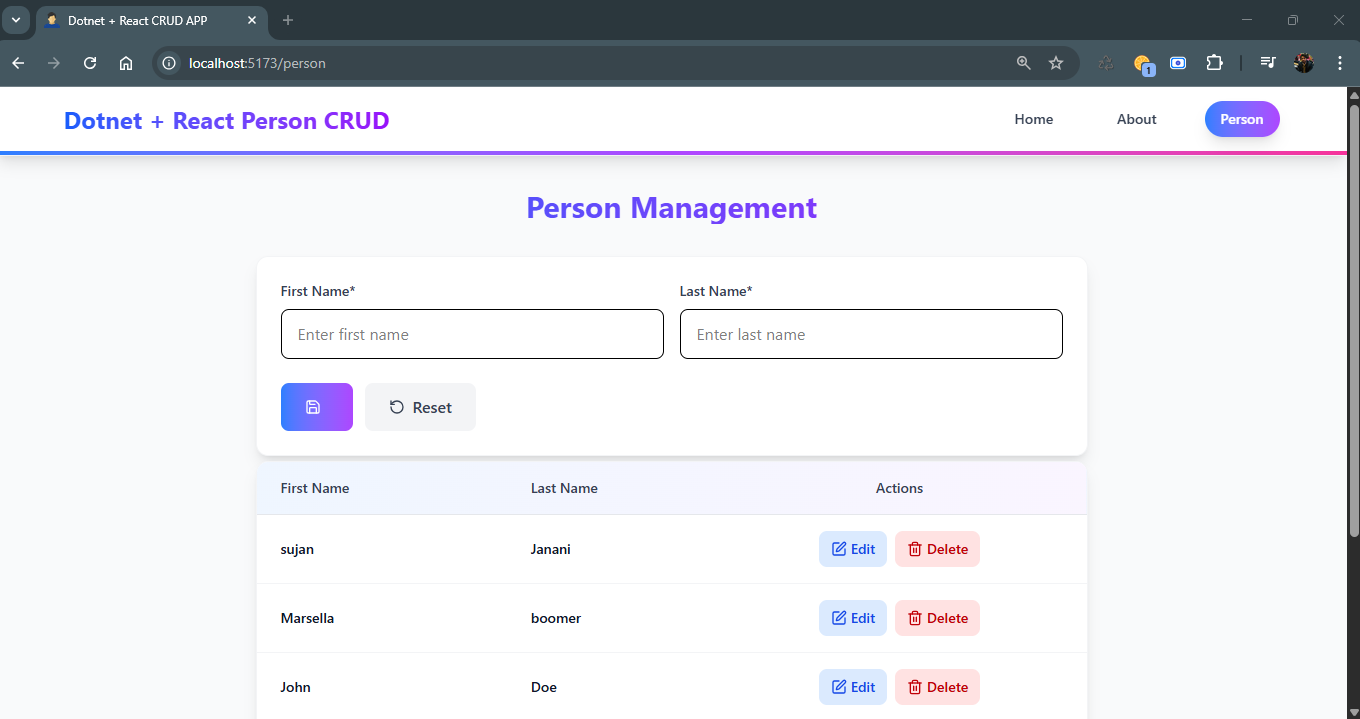 Dotnet + React CRUD APP
localhost:5173/person
1
Dotnet + React Person CRUD
Home
About
Person
Person Management
First Name*
Last Name*
Enter first name
Enter last name
Reset
First Name
Last Name
Actions
sujan
Janani
Edit
Delete
Marsella
boomer
Edit
Delete
John
Doe
Edit
Delete